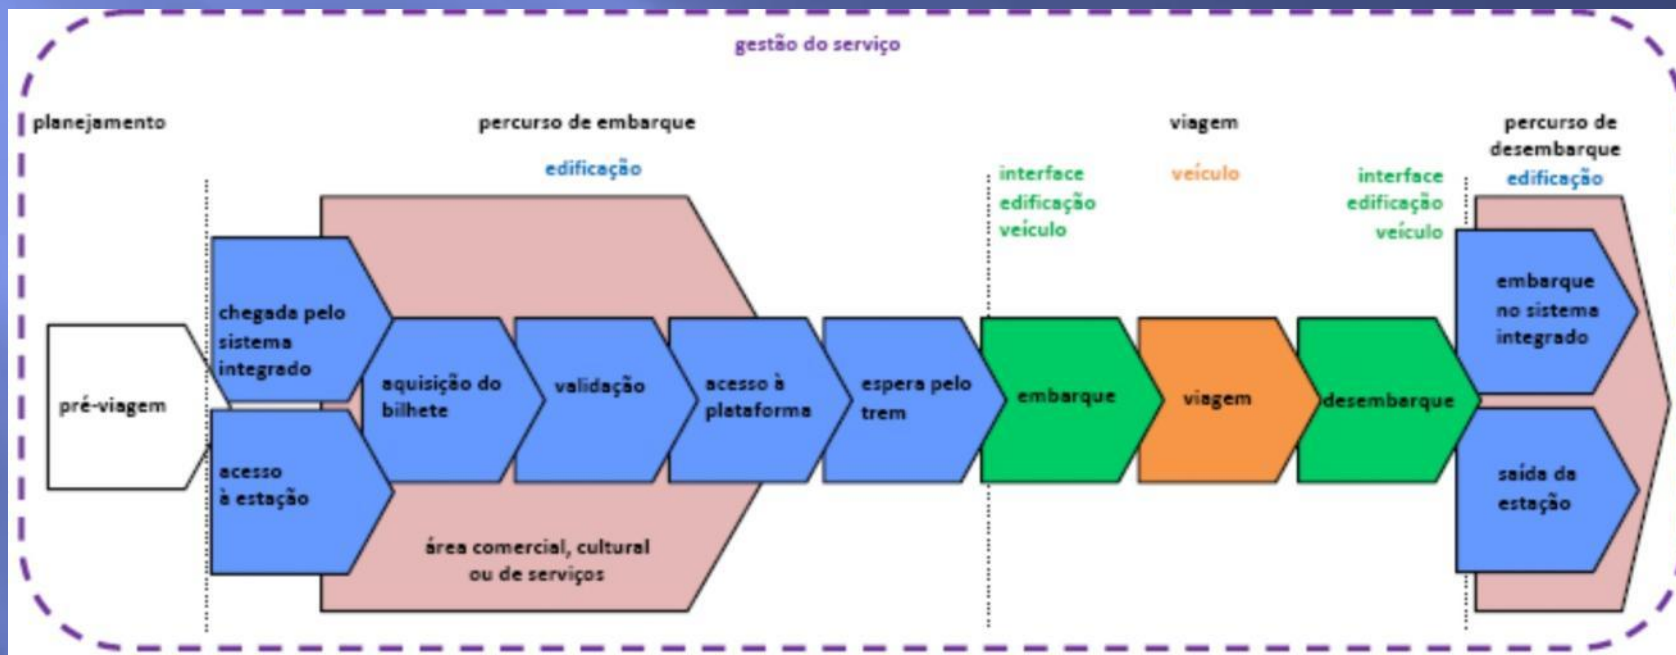 gestão do serviço
planejamento
percurso de embarque
edificação
viagem
veículo
percurso de
desembarque
edificação
interface
edificação
veículo
interface
edificação
veículo
pré-viagem
chegada pelo
sistema
integrado
acesso
à estação
aquisição do
bilhete
validação
acesso à
plataforma
espera pelo
trem
embarque
viagem
desembarque
embarque
no sistema
integrado
saída da
estação
área comercial, cultural
ou de serviços